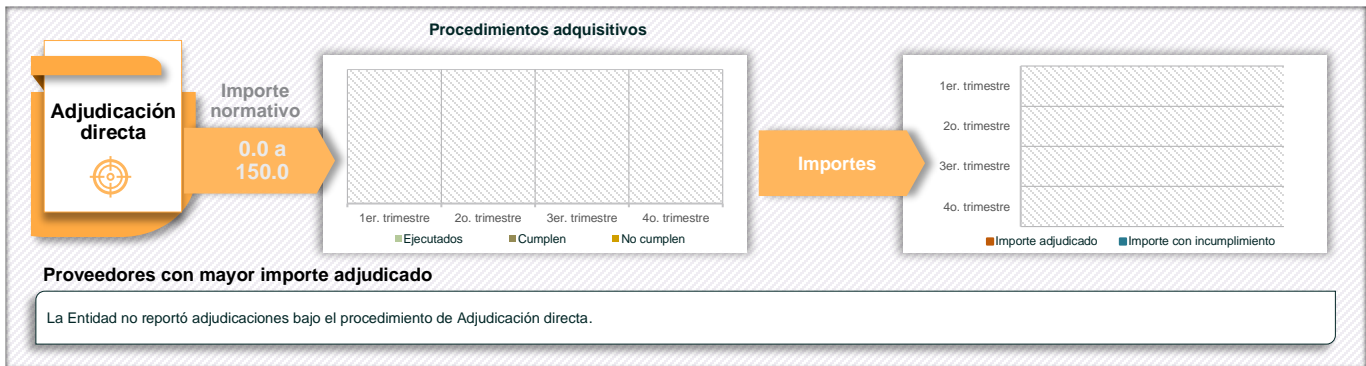 Procedimientos adquisitivos
Adjudicación
directa
Importe
normativo
0.0 a
150.0
1er. trimestre
2o. trimestre
3er. trimestre
4o. trimestre
Ejecutados
Cumplen
No cumplen
Importes
1er. trimestre
2o. trimestre
3er. trimestre
4o. trimestre
Importe adjudicado
Importe con incumplimiento
Proveedores con mayor importe adjudicado
La Entidad no reportó adjudicaciones bajo el procedimiento de Adjudicación directa.